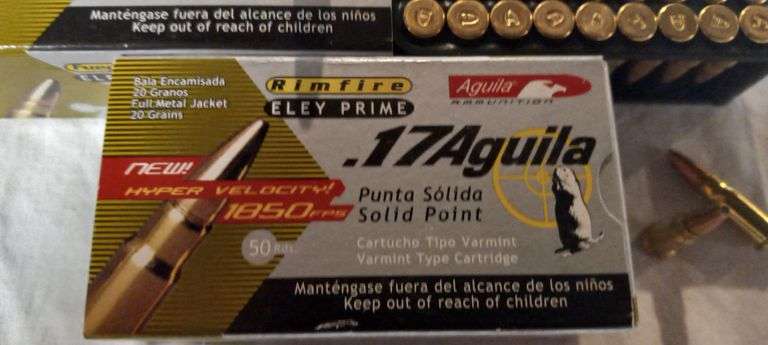 Manténgase fuera del alcance de los niños
Keep out of reach of children
Bala Encamisada
20 Granos
Full Metal Jacket
20 Grains
Rimfire
ELEY PRIME
Aguila
AMMUNITION
.17Aguila
NEW!
HYPER VELOCITY!
1850FPS
Punta Sólida
Solid Point
50 Rds.
Cartucho Tipo Varmint
Varmint Type Cartridge
Manténgase fuera del alcance de los niños
Keep out of reach of children